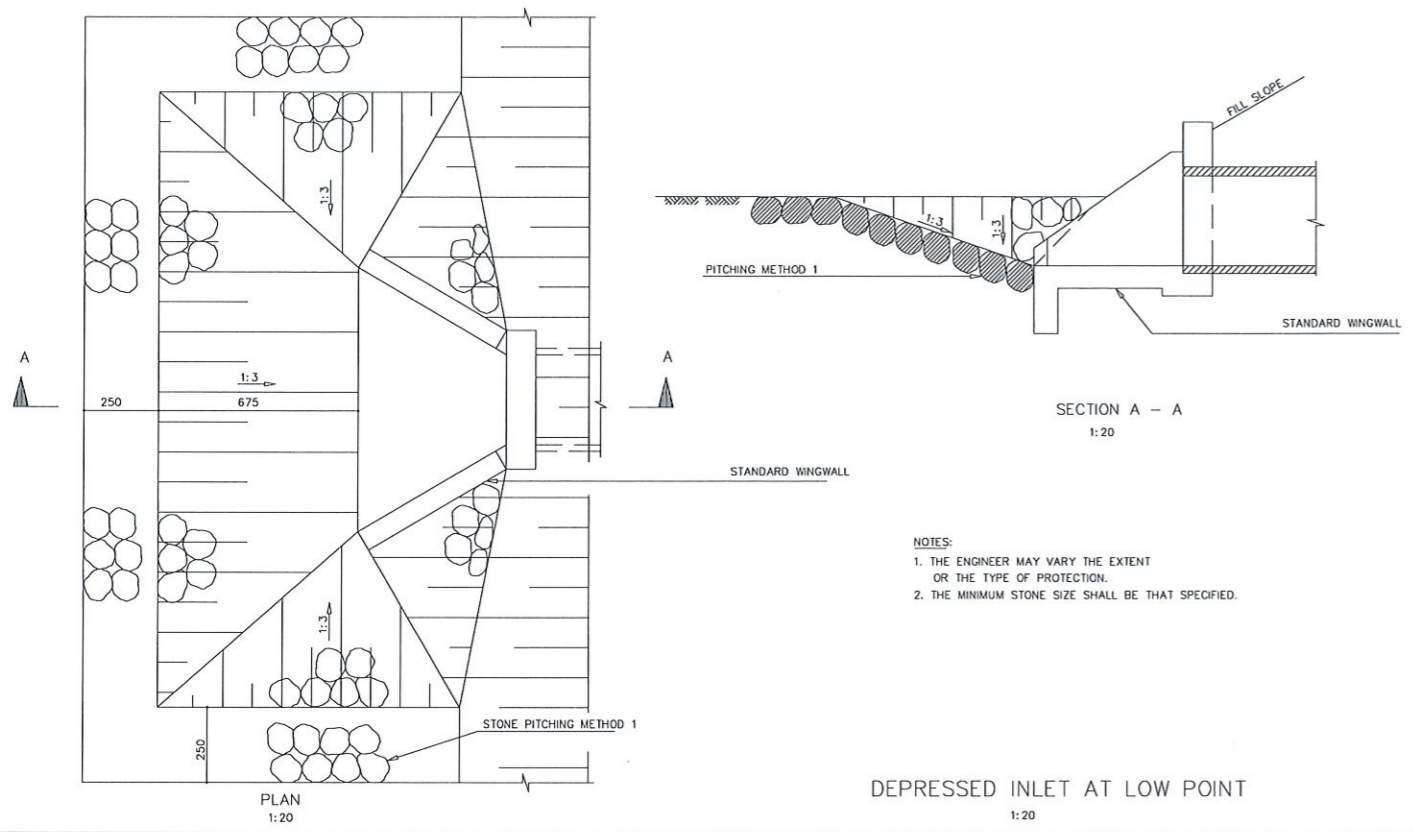 1:3
A
1:3
250
675
A
STANDARD WINGWALL
1:3
250
STONE PITCHING METHOD 1
PLAN
1:20
FILL SLOPE
1:3
1:3
PITCHING METHOD 1
STANDARD WINGWALL
SECTION A – A
1:20
NOTES:
1. THE ENGINEER MAY VARY THE EXTENT
OR THE TYPE OF PROTECTION.
2. THE MINIMUM STONE SIZE SHALL BE THAT SPECIFIED.
DEPRESSED INLET AT LOW POINT
1:20